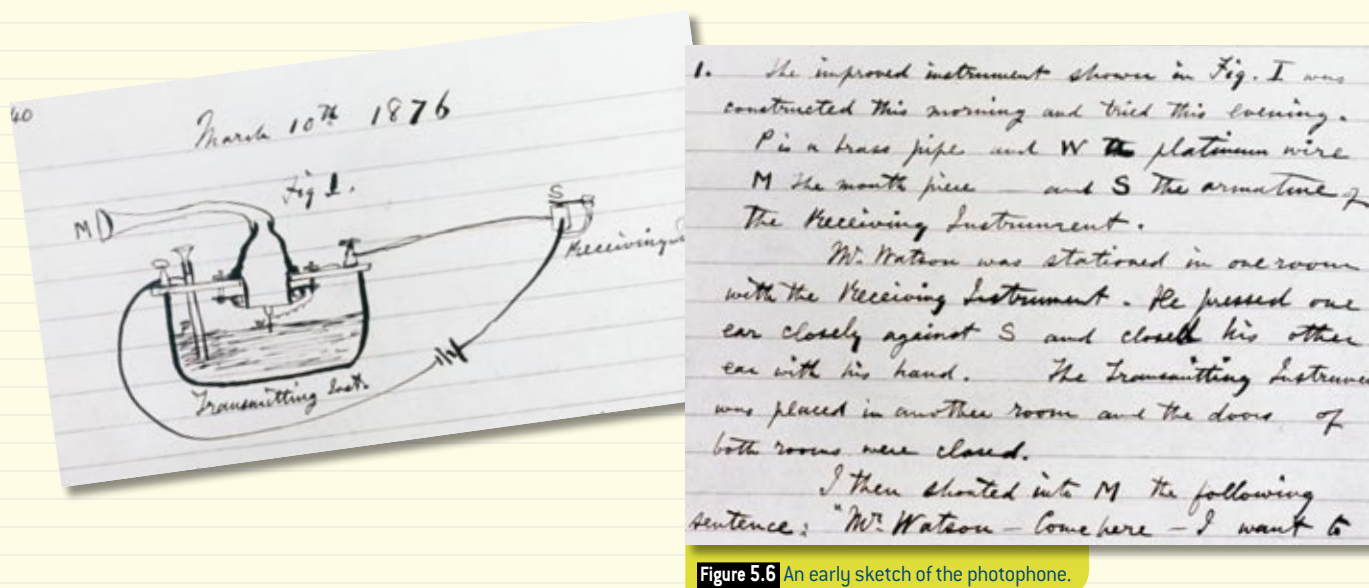 40
March 10th 1876
Fig 1.
M
S
Receiving
Transmitting Inst.
1. The improved instrument shown in Fig. I was
constructed this morning and tried this evening.
P is a brass pipe and W the platinum wire
M the mouth piece — and S the armature of
the Receiving Instrument.
Mr. Watson was stationed in one room
with the Receiving Instrument. He pressed one
ear closely against S and closed his other
ear with his hand. The Transmitting Instrumen
was placed in another room and the doors of
both rooms were closed.
I then shouted into M the following
sentence: "Mr. Watson — Come here — I want to
Figure 5.6 An early sketch of the photophone.